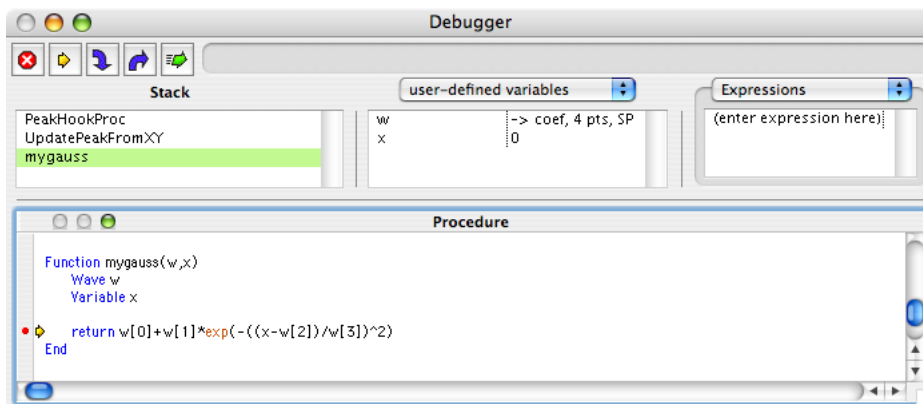 Debugger
Stack
user-defined variables
Expressions
PeakHookProc
UpdatePeakFromXY
mygauss
w -> coef, 4 pts, SP
x 0
(enter expression here)
Procedure
Function mygauss(w,x)
Wave w
Variable x
return w[0]+w[1]*exp(-((x-w[2])/w[3])^2)
End